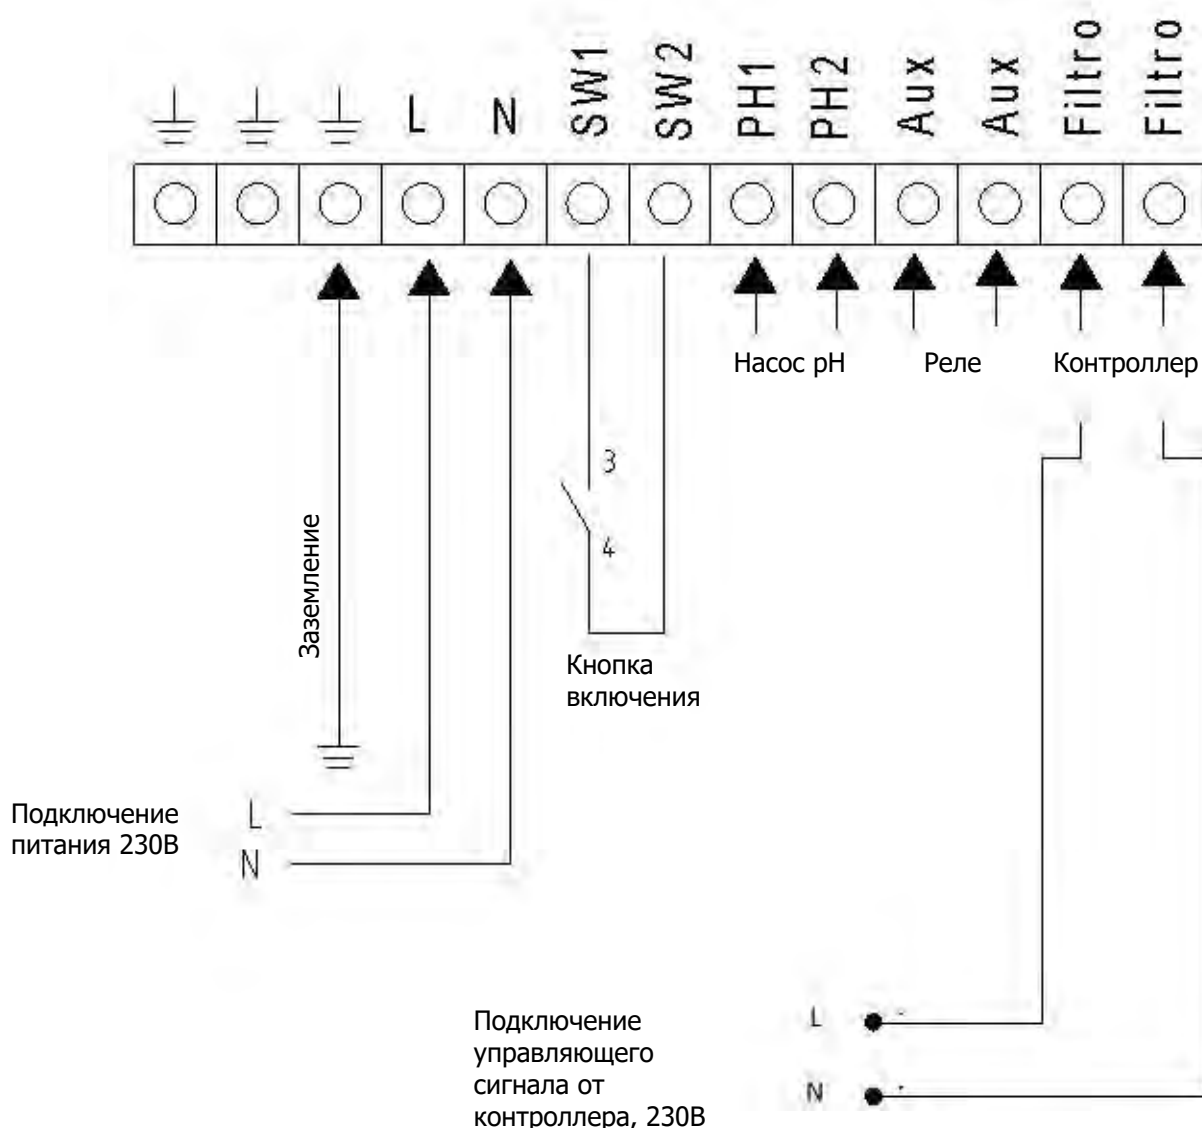 L N SW1 SW2 PH1 PH2 Aux Aux Filtro Filtro
Насос pH Реле Контроллер
3
4
Заземление
Кнопка
включения
Подключение
питания 230В
L
N
Подключение
управляющего
сигнала от
контроллера, 230В
L
N